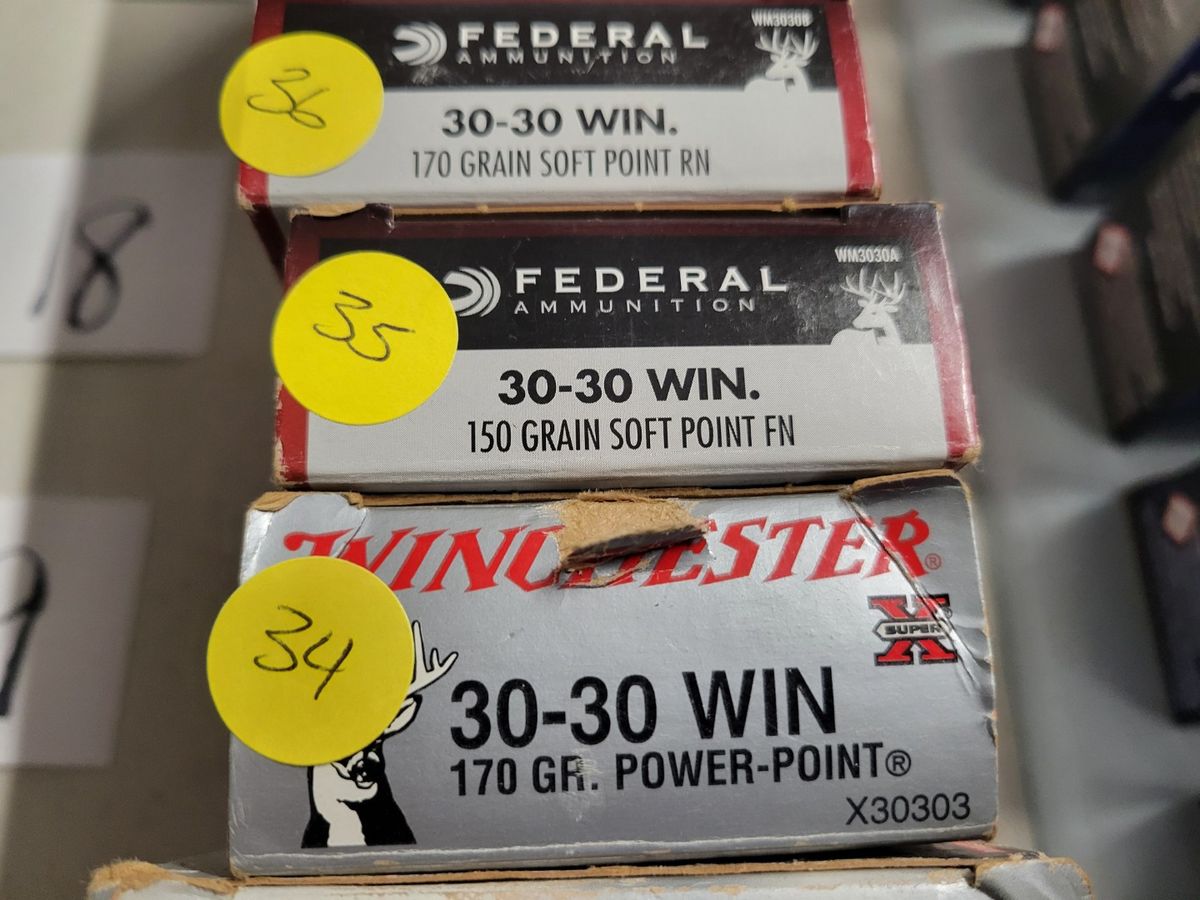 WM3030B
FEDERAL
AMMUNITION
36
30-30 WIN.
170 GRAIN SOFT POINT RN
18
WM3030A
FEDERAL
AMMUNITION
35
30-30 WIN.
150 GRAIN SOFT POINT FN
WINCHESTER®
SUPER X
34
30-30 WIN
170 GR. POWER-POINT®
X30303